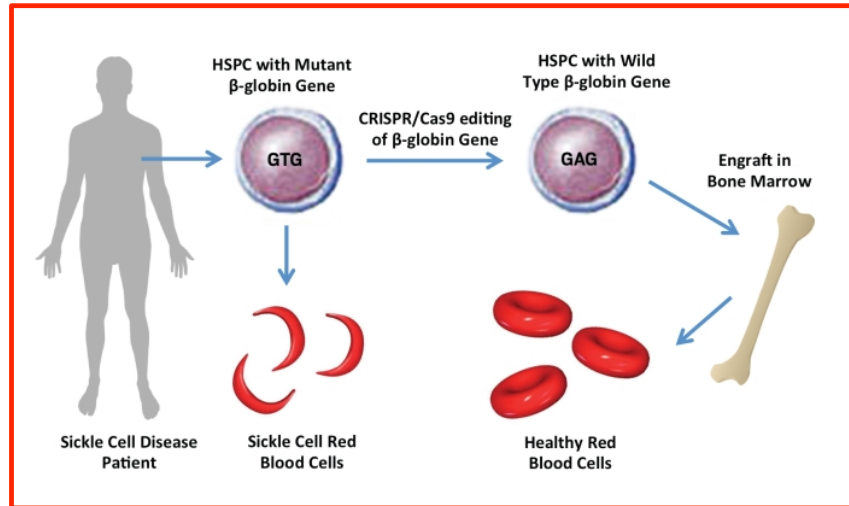 HSPC with Mutant
β-globin Gene
GTG
CRISPR/Cas9 editing
of β-globin Gene
HSPC with Wild
Type β-globin Gene
GAG
Engraft in
Bone Marrow
Sickle Cell Disease
Patient
Sickle Cell Red
Blood Cells
Healthy Red
Blood Cells